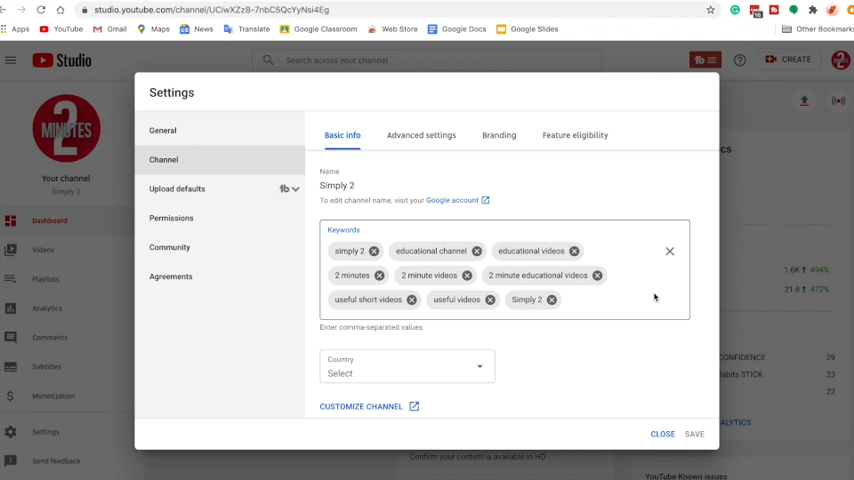 studio.youtube.com/channel/UCiwXZz8-7nbC5QcYyNsi4Eg
16
Apps YouTube Gmail Maps News Translate Google Classroom Web Store Google Docs Google Slides Other Bookmarks
Studio
Search across your channel
CREATE
2 MINUTES
Your channel
Simply 2
Dashboard
Videos
Playlists
Analytics
Comments
Subtitles
Monetization
Settings
Send feedback
Settings
General
Channel
Upload defaults
Permissions
Community
Agreements
Basic info Advanced settings Branding Feature eligibility
Name
Simply 2
To edit channel name, visit your Google account
Keywords
simply 2 educational channel educational videos
2 minutes 2 minute videos 2 minute educational videos
useful short videos useful videos Simply 2
Enter comma-separated values
Country
Select
CUSTOMIZE CHANNEL
CLOSE SAVE
CS
1.6K 494%
21.8 472%
CONFIDENCE 29
Habits STICK 23
22
ALYTICS
Confirm your content is available in HD
YouTube Known issues